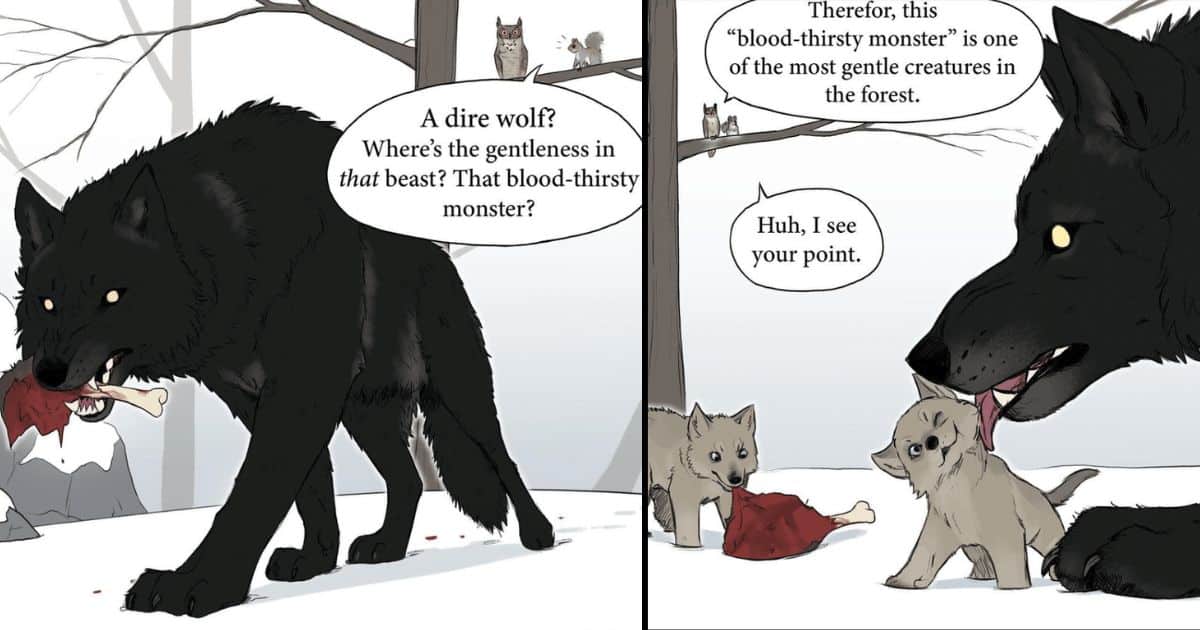 A dire wolf?
Where's the gentleness in
that beast? That blood-thirsty
monster?
Therefor, this
“blood-thirsty monster” is one
of the most gentle creatures in
the forest.
Huh, I see
your point.